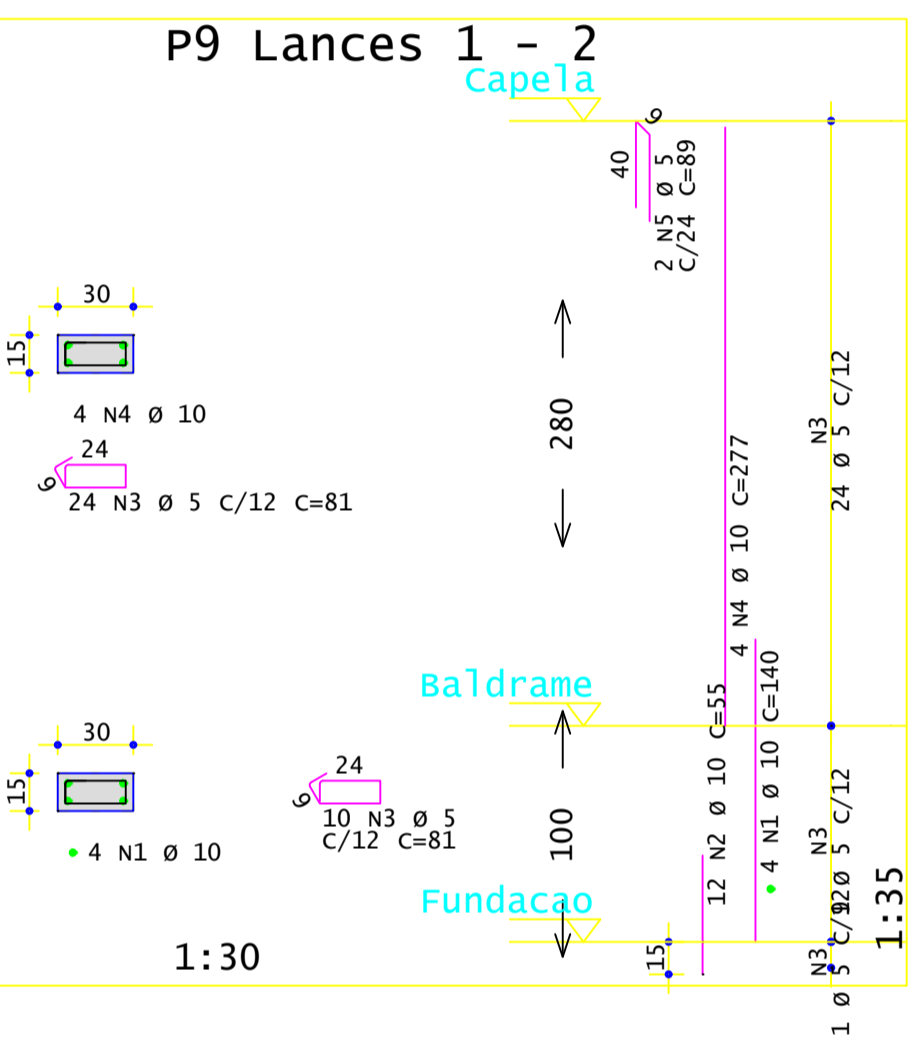 P9 Lances 1 - 2
Capela
9
40
2 N5 Ø 5
C/24 C=89
30
15
4 N4 Ø 10
24
9
24 N3 Ø 5 C/12 C=81
280
4 N4 Ø 10 C=277
N3
24 Ø 5 C/12
Baldrame
30
15
4 N1 Ø 10
24
9
10 N3 Ø 5
C/12 C=81
100
12 N2 Ø 10 C=55
4 N1 Ø 10 C=140
N3
Ø 5 C/12
Fundacao
15
N3
1 Ø 5
1:30
1:35